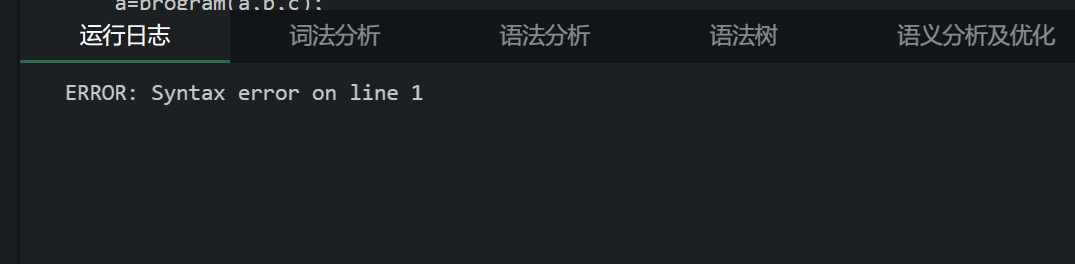 a=program(a,b,c);
运行日志 词法分析 语法分析 语法树 语义分析及优化
ERROR: Syntax error on line 1